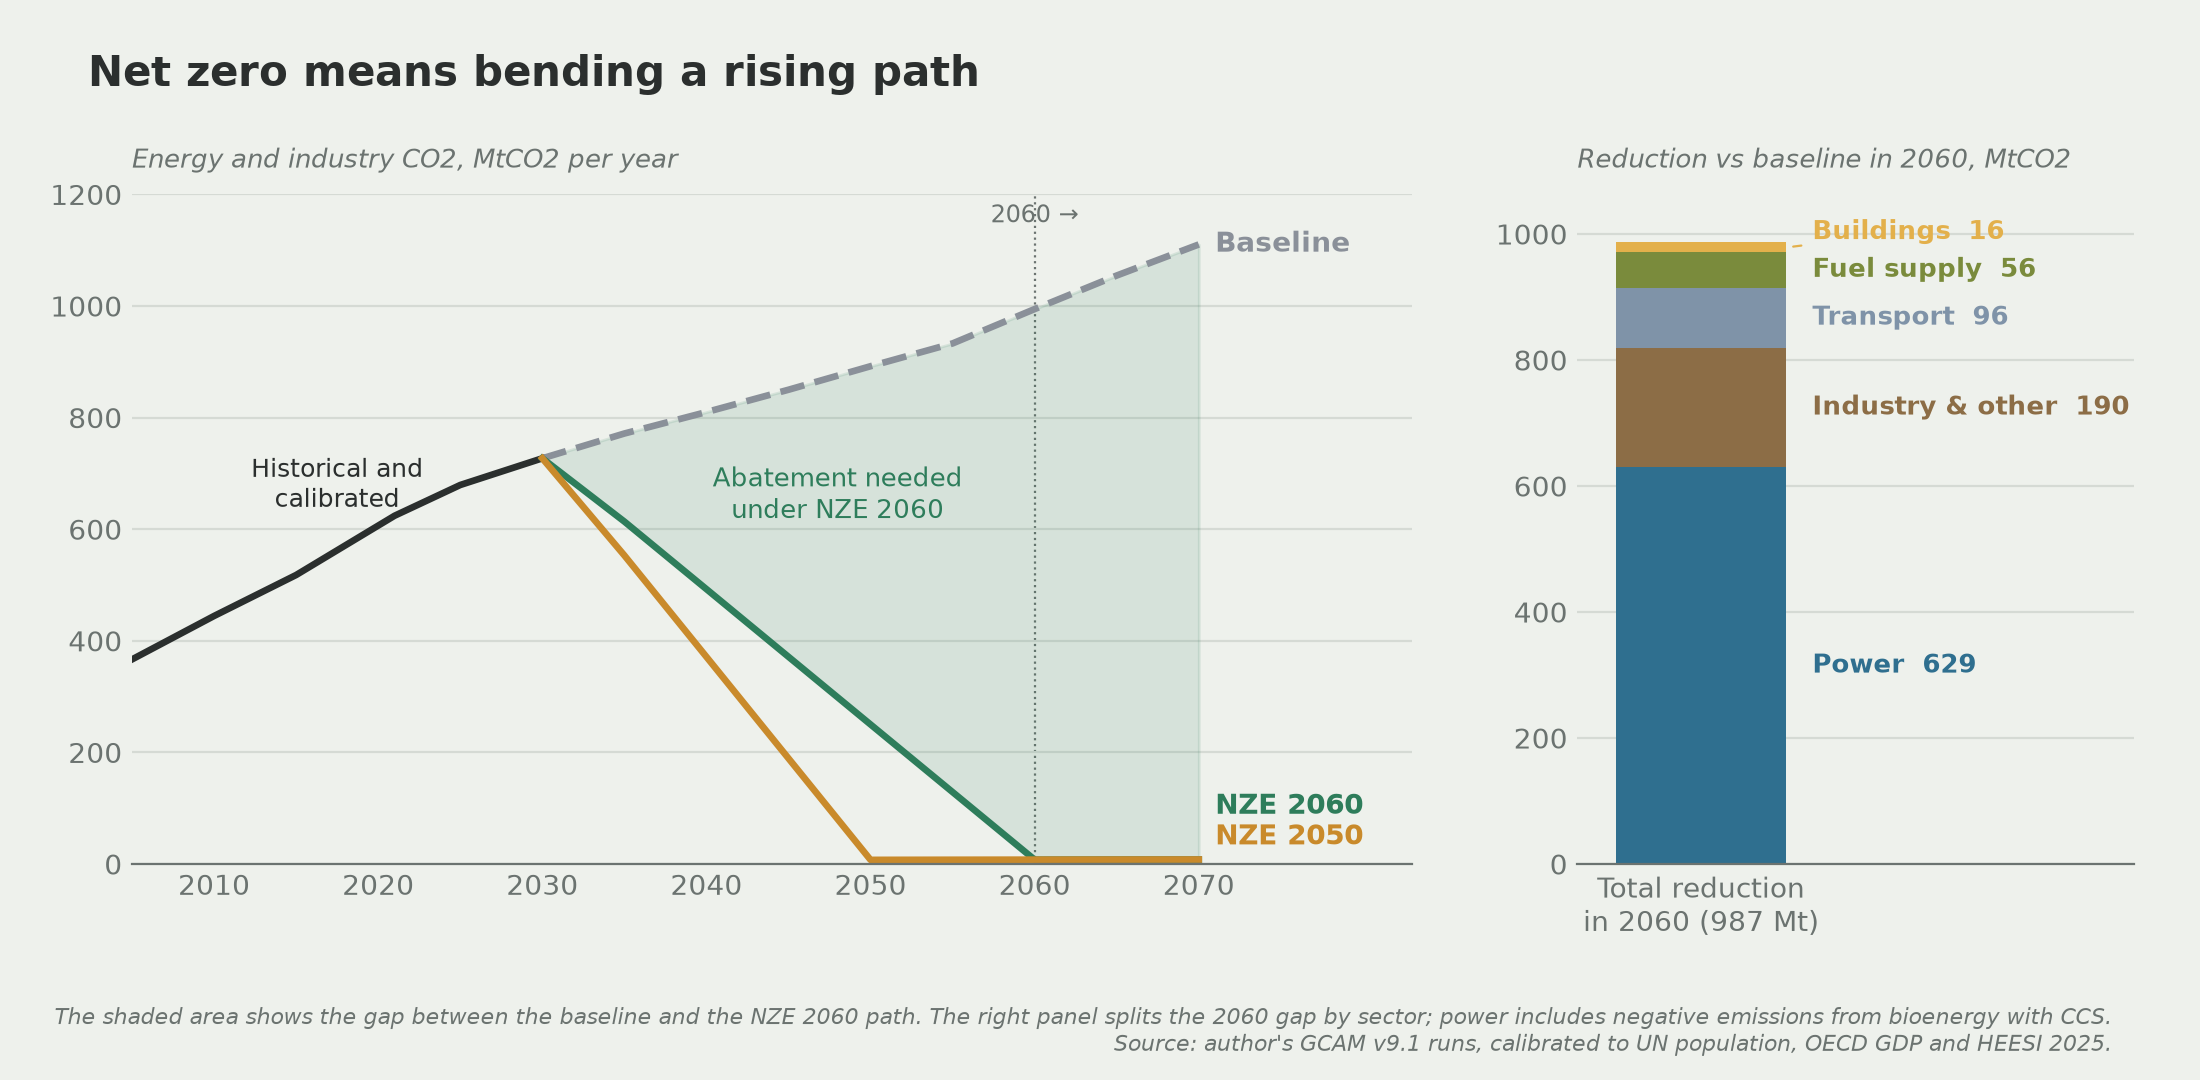 Net zero means bending a rising path
Energy and industry CO2, MtCO2 per year
1200
1000
800
600
400
200
0
2010
2020
2030
2040
2050
2060
2070
2060 →
Baseline
Historical and
calibrated
Abatement needed
under NZE 2060
NZE 2060
NZE 2050
Reduction vs baseline in 2060, MtCO2
1000
800
600
400
200
0
Buildings 16
Fuel supply 56
Transport 96
Industry & other 190
Power 629
Total reduction
in 2060 (987 Mt)
The shaded area shows the gap between the baseline and the NZE 2060 path. The right panel splits the 2060 gap by sector; power includes negative emissions from bioenergy with CCS.
Source: author's GCAM v9.1 runs, calibrated to UN population, OECD GDP and HEESI 2025.